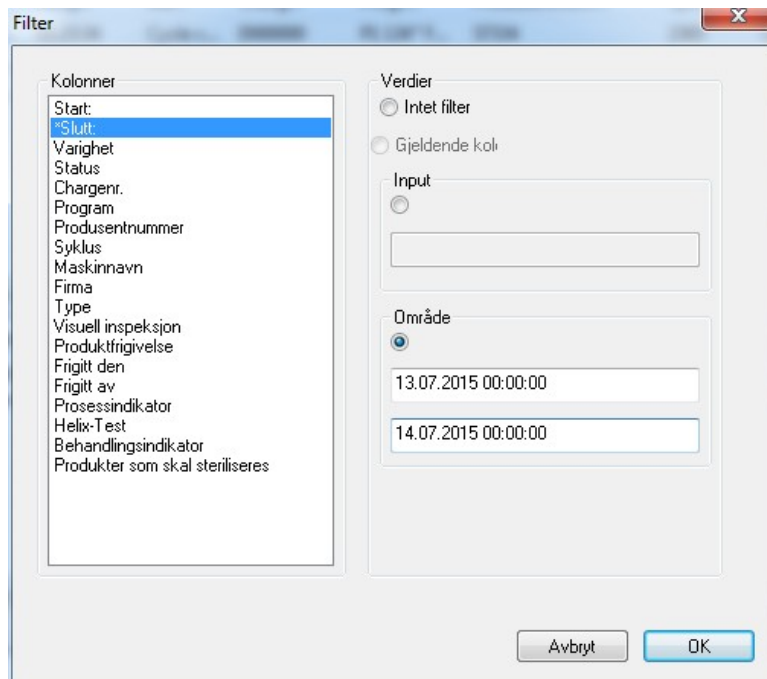 Filter
Kolonner
Start:
*Slutt:
Varighet
Status
Chargenr.
Program
Produsentnummer
Syklus
Maskinnavn
Firma
Type
Visuell inspeksjon
Produktfrigivelse
Frigitt den
Frigitt av
Prosessindikator
Helix-Test
Behandlingsindikator
Produkter som skal steriliseres
Verdier
Intet filter
Gjeldende kol
Input
Område
13.07.2015 00:00:00
14.07.2015 00:00:00
Avbryt
OK